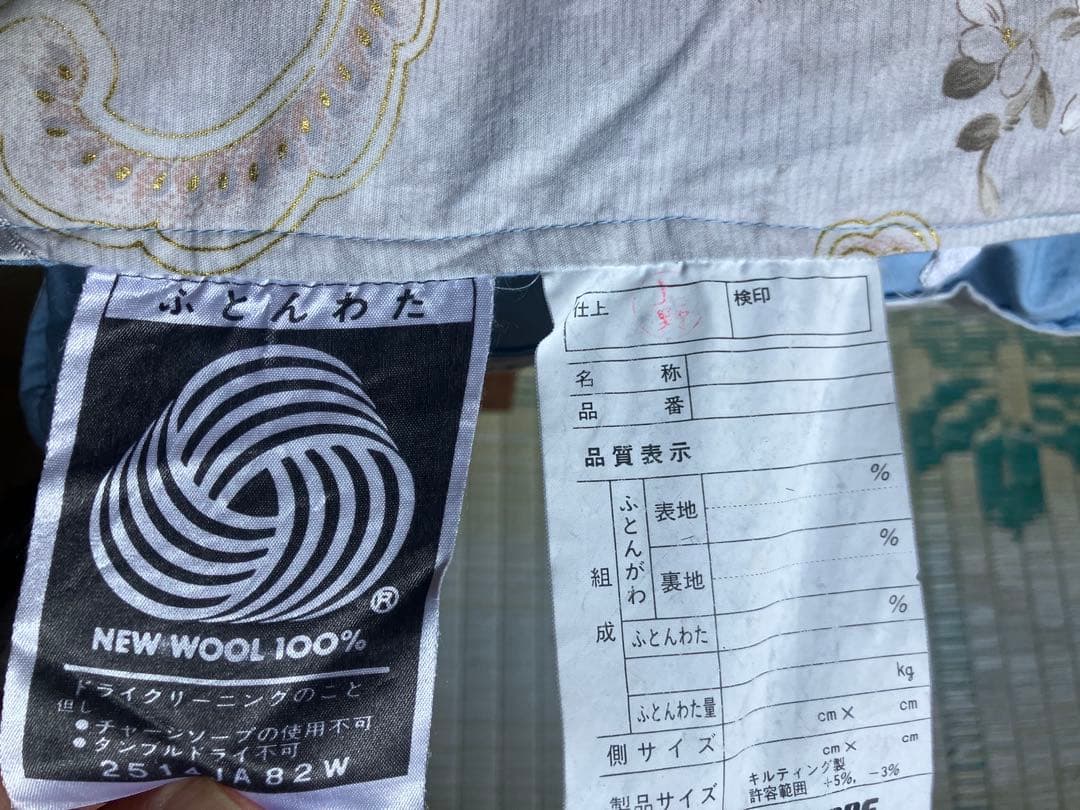 ふとんわた
®
NEW WOOL 100%
ドライクリーニングのこと
但し
●チャージソープの使用不可
●タンブルドライ不可
仕上
検印
名称
品番
品質表示
組成
ふとんがわ
表地
%
裏地
%
ふとんわた
%
kg
ふとんわた量
側サイズ
cm×
cm
製品サイズ
cm×
cm
キルティング製
許容範囲 +5%, -3%